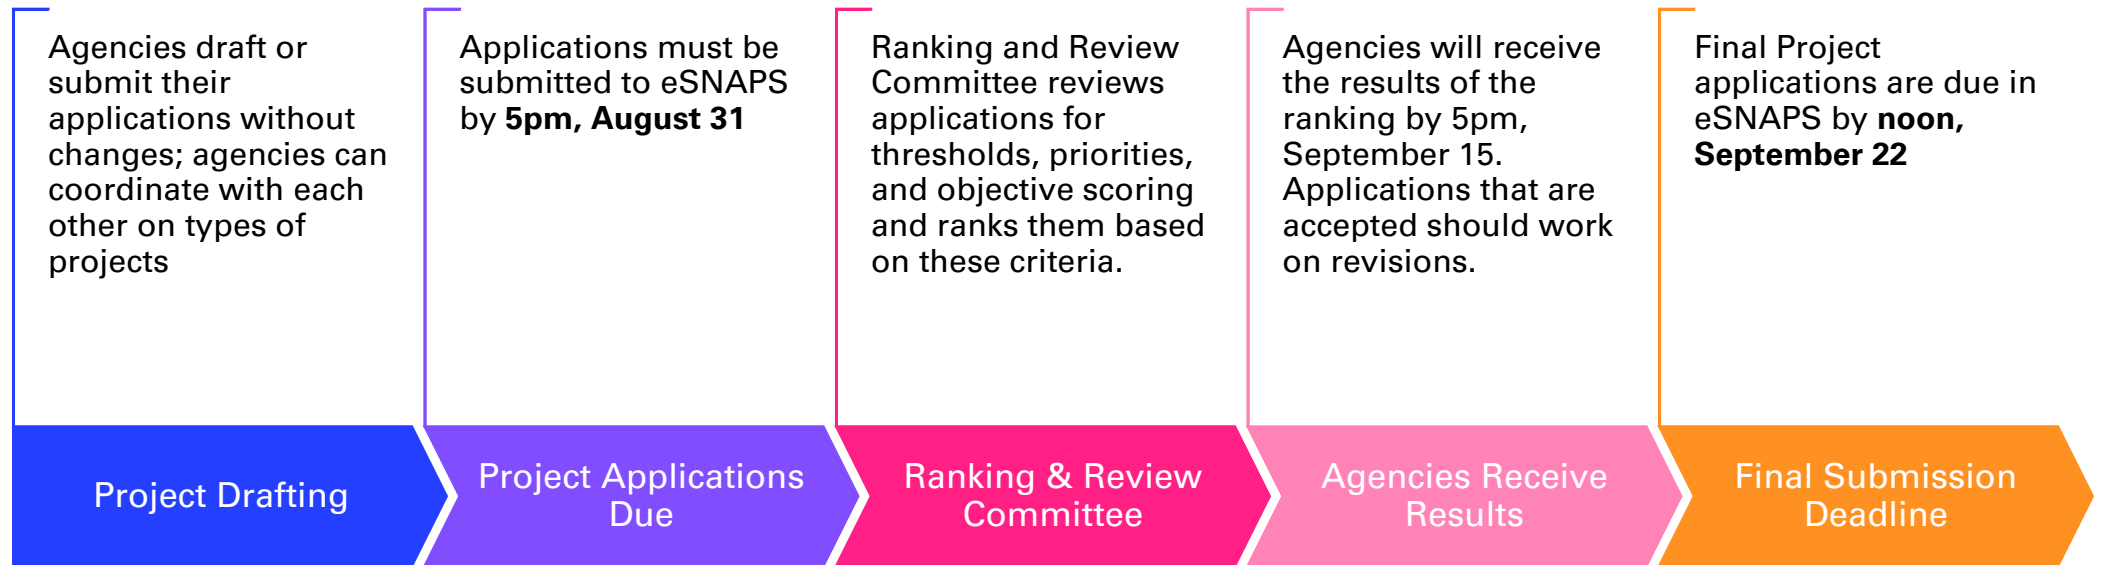 Agencies draft or
submit their
applications without
changes; agencies can
coordinate with each
other on types of
projects
Project Drafting
Applications must be
submitted to eSNAPS
by 5pm, August 31
Project Applications
Due
Ranking and Review
Committee reviews
applications for
thresholds, priorities,
and objective scoring
and ranks them based
on these criteria.
Ranking & Review
Committee
Agencies will receive
the results of the
ranking by 5pm,
September 15.
Applications that are
accepted should work
on revisions.
Agencies Receive
Results
Final Project
applications are due in
eSNAPS by noon,
September 22
Final Submission
Deadline